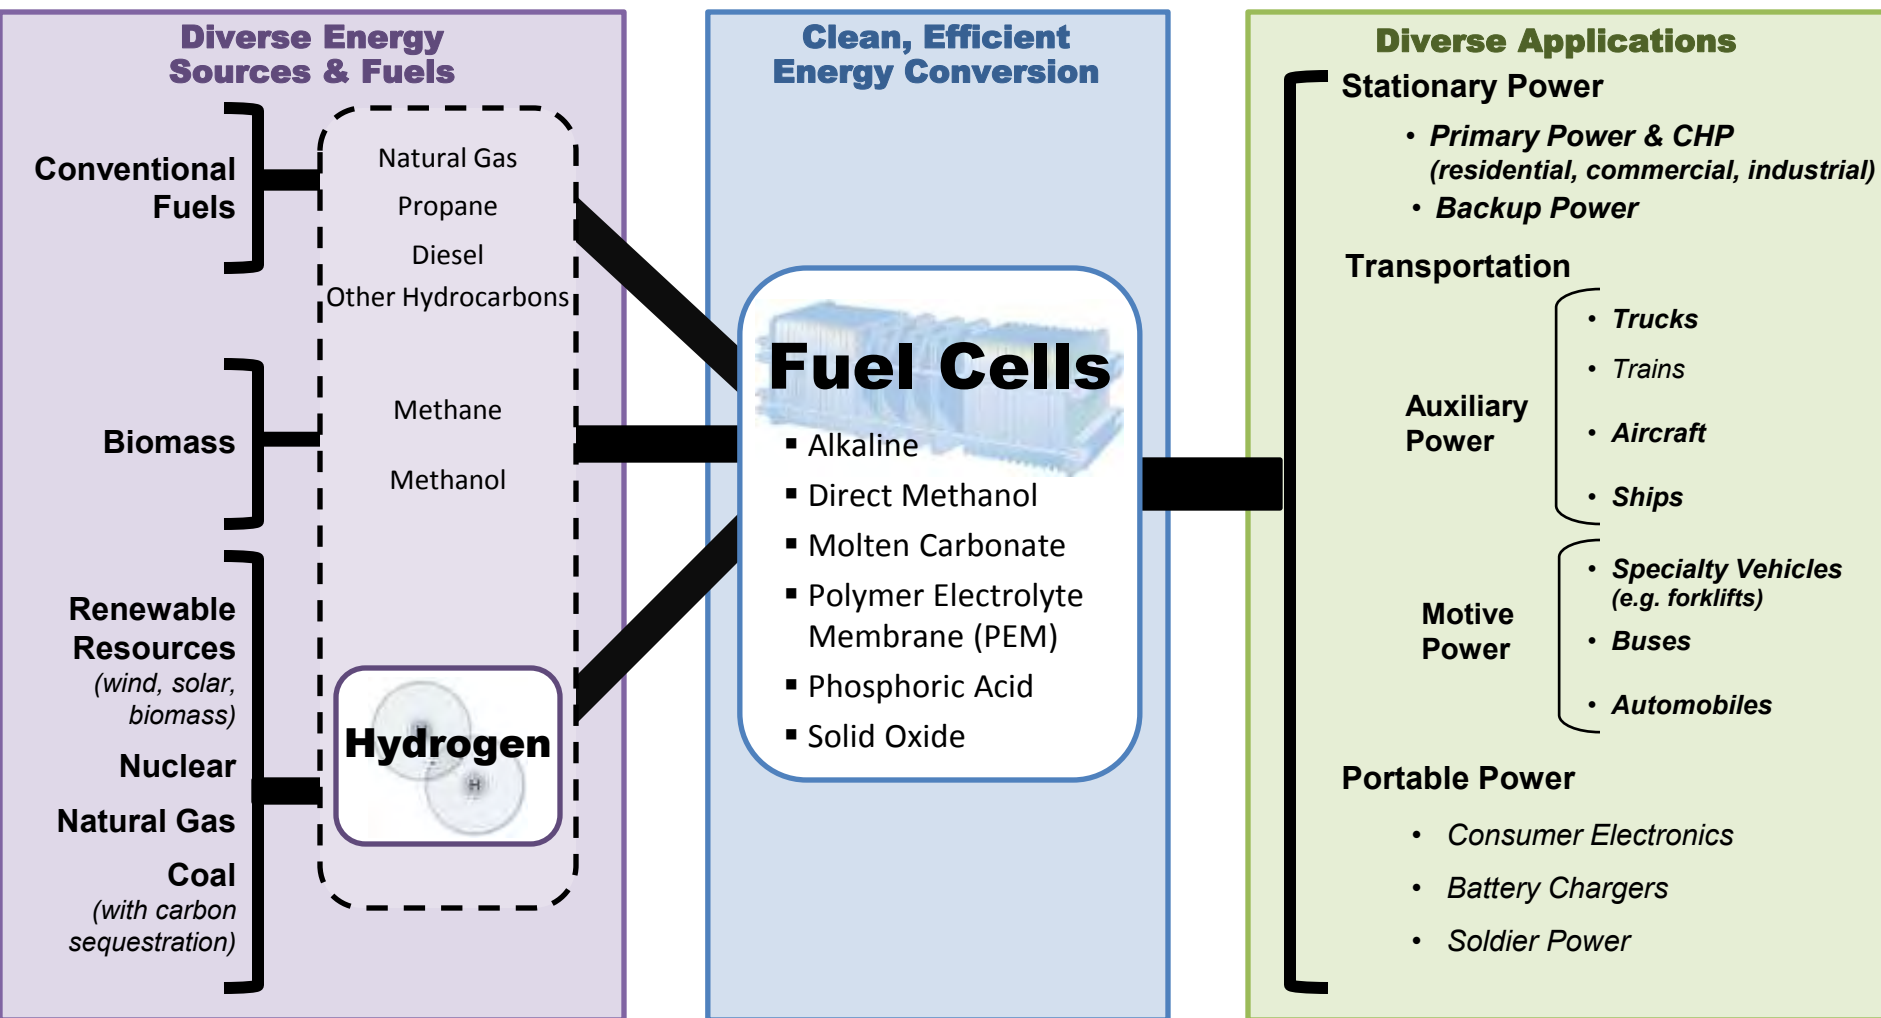 Diverse Energy
Sources & Fuels
Conventional
Fuels
Natural Gas
Propane
Diesel
Other Hydrocarbons
Biomass
Methane
Methanol
Renewable
Resources
(wind, solar,
biomass)
Nuclear
Natural Gas
Coal
(with carbon
sequestration)
H
Hydrogen
H
Clean, Efficient
Energy Conversion
Fuel Cells
▪ Alkaline
▪ Direct Methanol
▪ Molten Carbonate
▪ Polymer Electrolyte
Membrane (PEM)
▪ Phosphoric Acid
▪ Solid Oxide
Diverse Applications
Stationary Power
• Primary Power & CHP
(residential, commercial, industrial)
• Backup Power
Transportation
Auxiliary
Power
• Trucks
• Trains
• Aircraft
• Ships
Motive
Power
• Specialty Vehicles
(e.g. forklifts)
• Buses
• Automobiles
Portable Power
• Consumer Electronics
• Battery Chargers
• Soldier Power